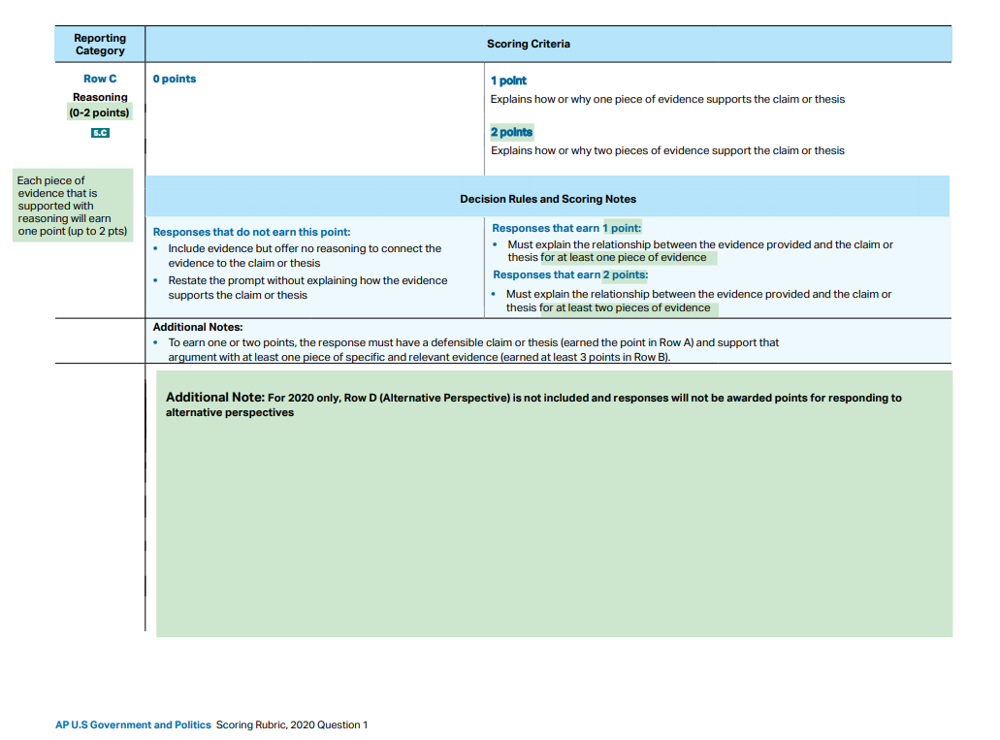 Reporting
Category
Scoring Criteria
Row C
Reasoning
(0-2 points)
5.C
0 points
1 point
Explains how or why one piece of evidence supports the claim or thesis
2 points
Explains how or why two pieces of evidence support the claim or thesis
Each piece of
evidence that is
supported with
reasoning will earn
one point (up to 2 pts)
Decision Rules and Scoring Notes
Responses that do not earn this point:
• Include evidence but offer no reasoning to connect the
evidence to the claim or thesis
• Restate the prompt without explaining how the evidence
supports the claim or thesis
Responses that earn 1 point:
• Must explain the relationship between the evidence provided and the claim or
thesis for at least one piece of evidence
Responses that earn 2 points:
• Must explain the relationship between the evidence provided and the claim or
thesis for at least two pieces of evidence
Additional Notes:
• To earn one or two points, the response must have a defensible claim or thesis (earned the point in Row A) and support that
argument with at least one piece of specific and relevant evidence (earned at least 3 points in Row B).
Additional Note: For 2020 only, Row D (Alternative Perspective) is not included and responses will not be awarded points for responding to
alternative perspectives
AP U.S Government and Politics Scoring Rubric, 2020 Question 1